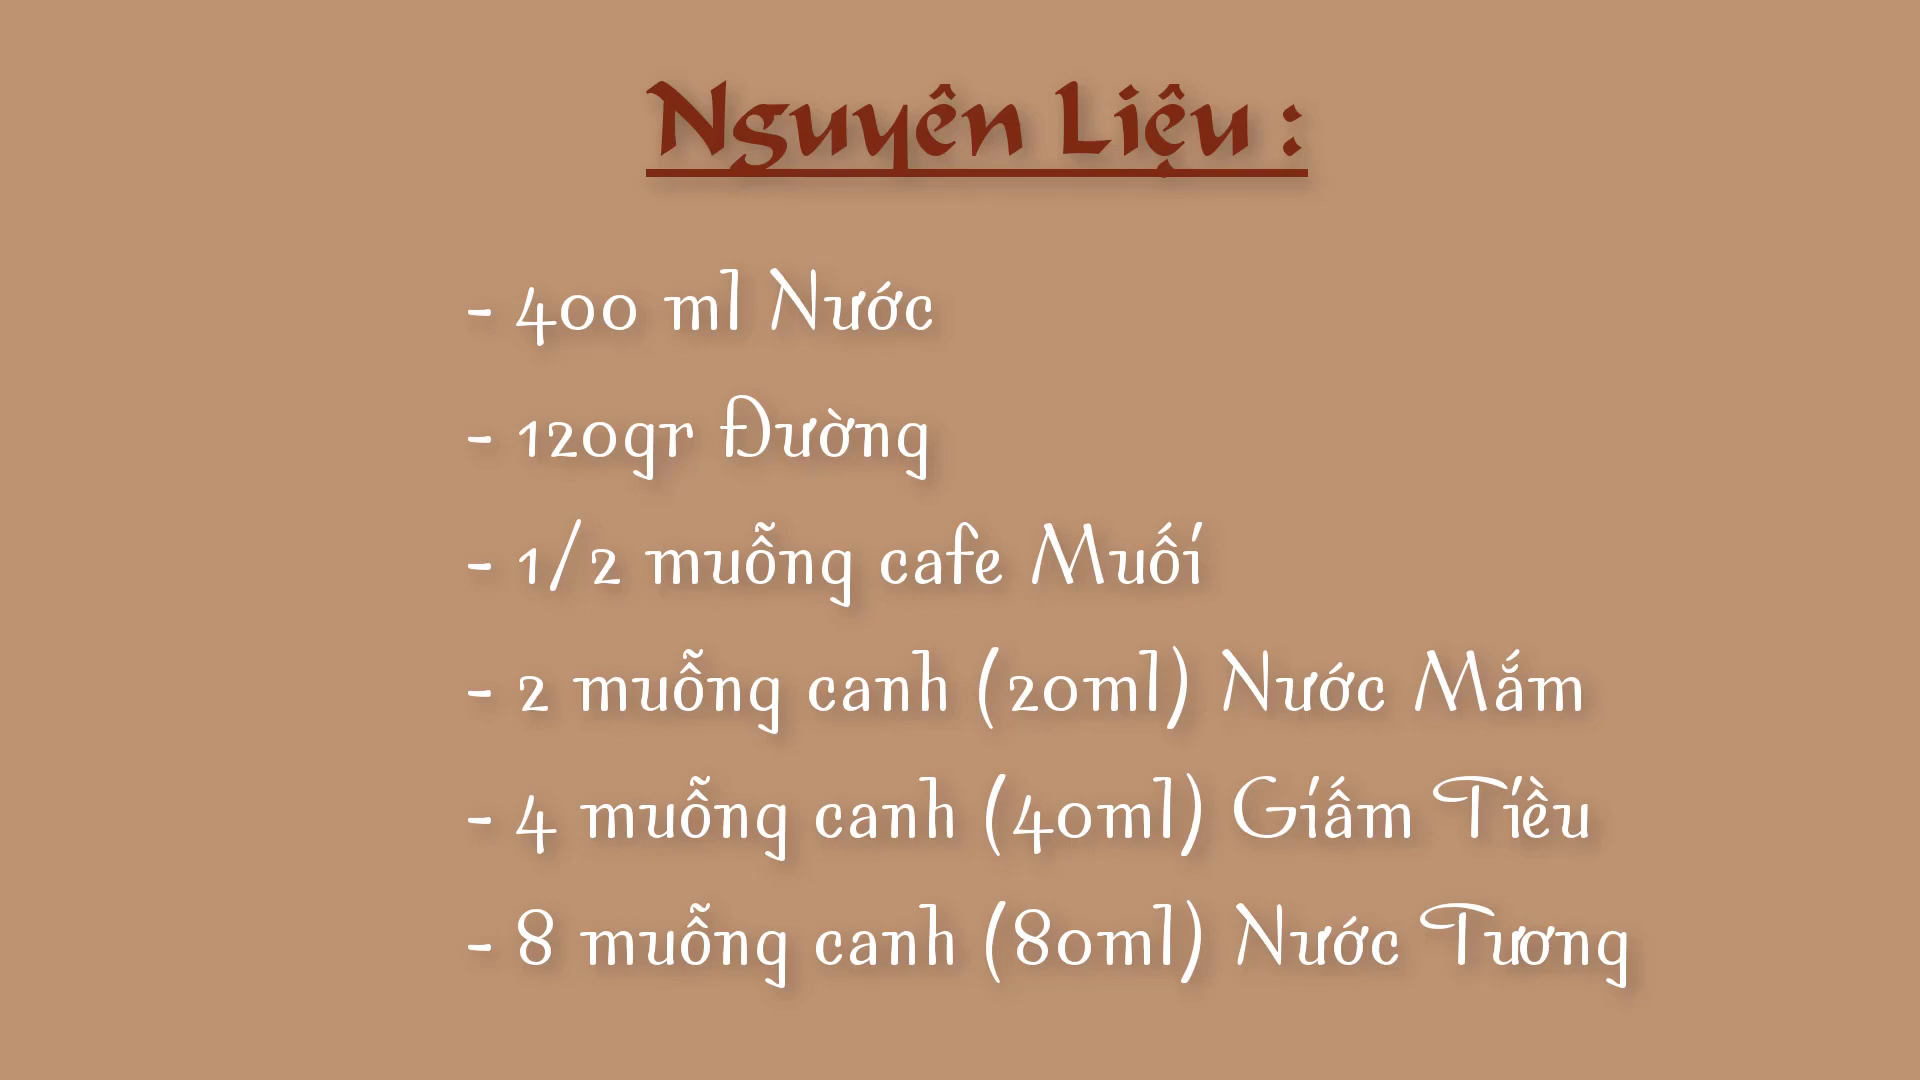 Nguyên Liệu :
- 400 ml Nước
- 120gr Đường
- 1/2 muỗng cafe Muối
- 2 muỗng canh (20ml) Nước Mắm
- 4 muỗng canh (40ml) Giấm Tiều
- 8 muỗng canh (80ml) Nước Tương